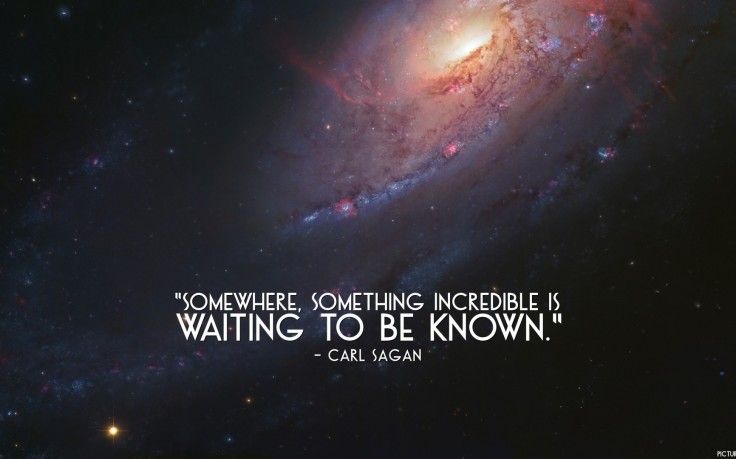 "SOMEWHERE, SOMETHING INCREDIBLE IS
WAITING TO BE KNOWN."
- CARL SAGAN